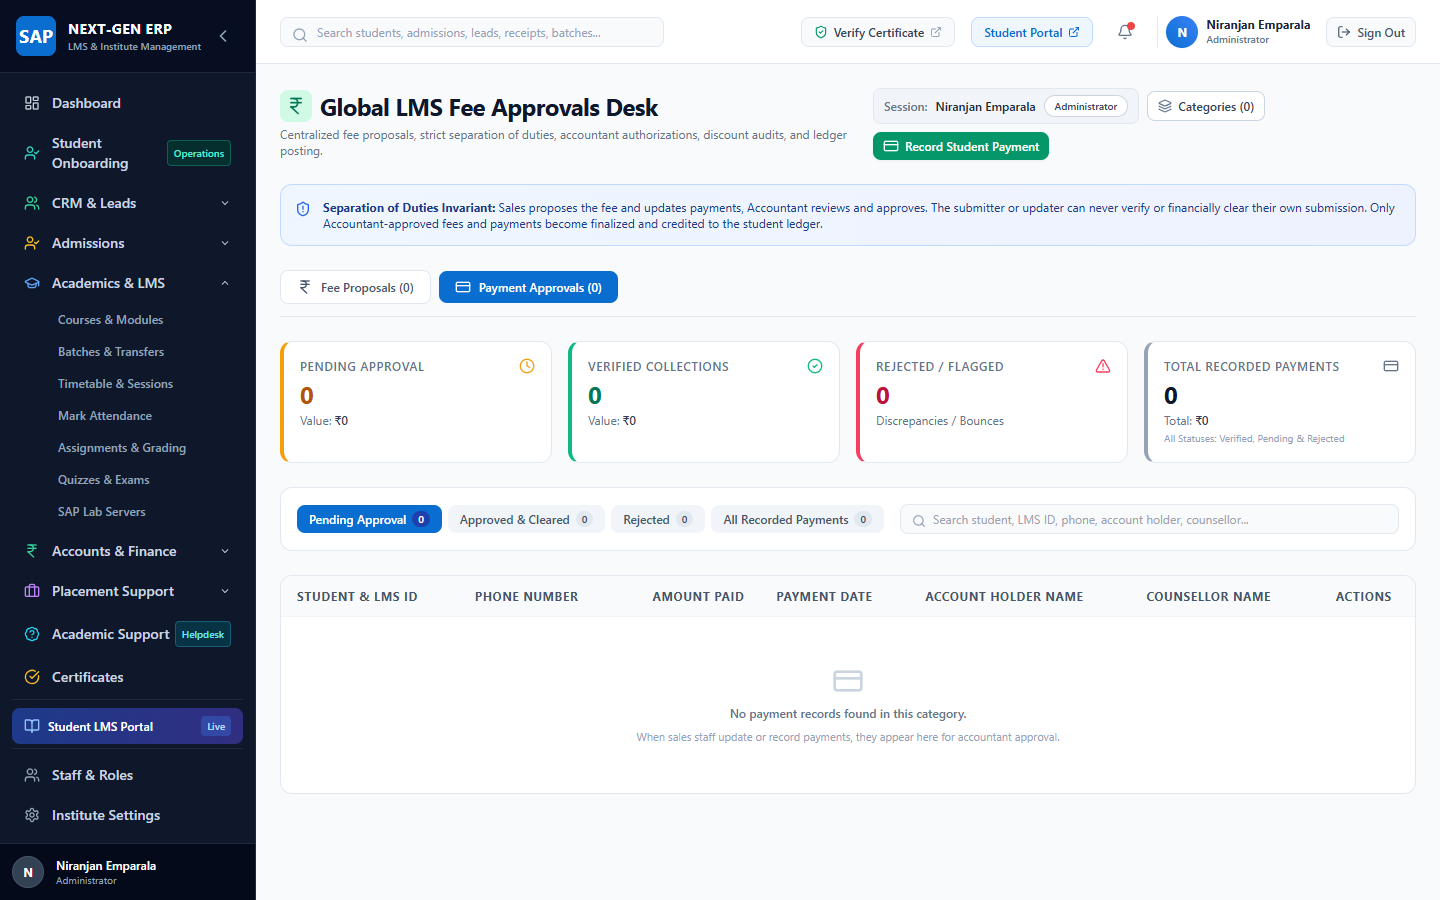 SAP
NEXT-GEN ERP
LMS & Institute Management
Search students, admissions, leads, receipts, batches...
Verify Certificate
Student Portal
N
Niranjan Emparala
Administrator
Sign Out
Dashboard
Student Onboarding
Operations
CRM & Leads
Admissions
Academics & LMS
Courses & Modules
Batches & Transfers
Timetable & Sessions
Mark Attendance
Assignments & Grading
Quizzes & Exams
SAP Lab Servers
Accounts & Finance
Placement Support
Academic Support
Helpdesk
Certificates
Student LMS Portal
Live
Staff & Roles
Institute Settings
N
Niranjan Emparala
Administrator
₹
Global LMS Fee Approvals Desk
Centralized fee proposals, strict separation of duties, accountant authorizations, discount audits, and ledger
posting.
Session: Niranjan Emparala
Administrator
Categories (0)
Record Student Payment
Separation of Duties Invariant: Sales proposes the fee and updates payments, Accountant reviews and approves. The submitter or updater can never verify or financially clear their own submission. Only
Accountant-approved fees and payments become finalized and credited to the student ledger.
₹ Fee Proposals (0)
Payment Approvals (0)
PENDING APPROVAL
0
Value: ₹0
VERIFIED COLLECTIONS
0
Value: ₹0
REJECTED / FLAGGED
0
Discrepancies / Bounces
TOTAL RECORDED PAYMENTS
0
Total: ₹0
All Statuses: Verified, Pending & Rejected
Pending Approval 0
Approved & Cleared 0
Rejected 0
All Recorded Payments 0
Search student, LMS ID, phone, account holder, counsellor...
STUDENT & LMS ID
PHONE NUMBER
AMOUNT PAID
PAYMENT DATE
ACCOUNT HOLDER NAME
COUNSELLOR NAME
ACTIONS
No payment records found in this category.
When sales staff update or record payments, they appear here for accountant approval.